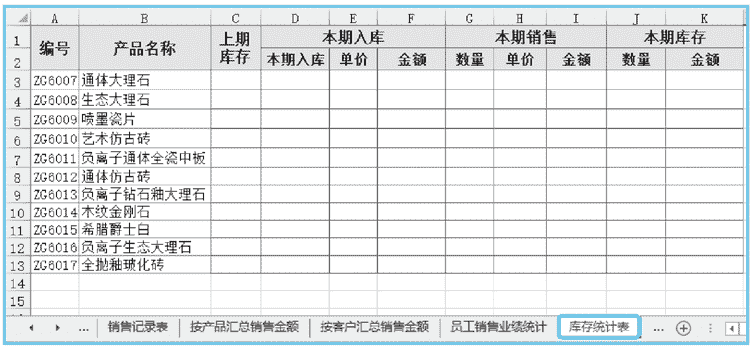 A B C D E F G H I J K
1 编号 产品名称 上期库存 本期入库 本期销售 本期库存
2 本期入库 单价 金额 数量 单价 金额 数量 金额
3 ZG6007 通体大理石
4 ZG6008 生态大理石
5 ZG6009 喷墨瓷片
6 ZG6010 艺术仿古砖
7 ZG6011 负离子通体全瓷中板
8 ZG6012 通体仿古砖
9 ZG6013 负离子钻石釉大理石
10 ZG6014 木纹金刚石
11 ZG6015 希腊爵士白
12 ZG6016 负离子生态大理石
13 ZG6017 全抛釉玻化砖
14
15
... 销售记录表 按产品汇总销售金额 按客户汇总销售金额 员工销售业绩统计 库存统计表 ...